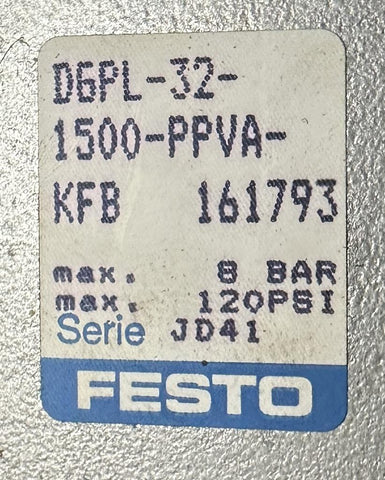 DGPL-32-
1500-PPVA-
KFB 161793
max. 8 BAR
max. 120PSI
Serie JD41
FESTO